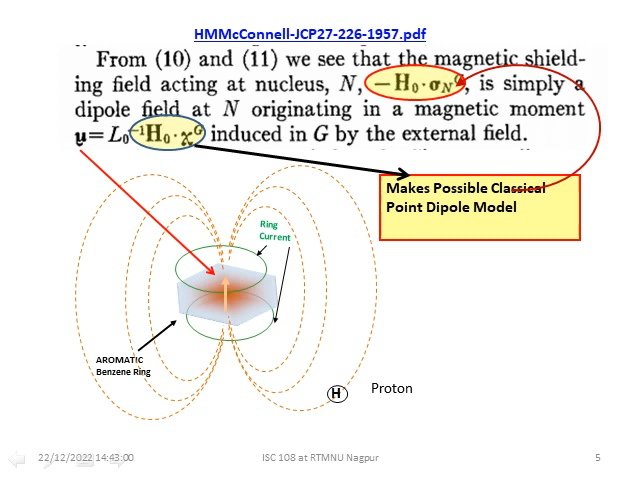 HMMcConnell-JCP27-226-1957.pdf
From (10) and (11) we see that the magnetic shield-
ing field acting at nucleus, N, −H₀·σ_Nᴳ, is simply a
dipole field at N originating in a magnetic moment
μ=L₀⁻¹H₀·χᴳ induced in G by the external field.
Makes Possible Classical
Point Dipole Model
Ring
Current
AROMATIC
Benzene Ring
H
Proton
22/12/2022 14:43:00
ISC 108 at RTMNU Nagpur
5